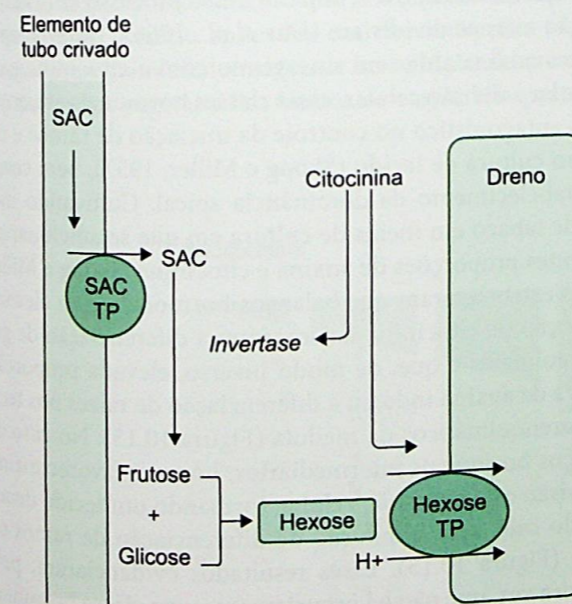 Elemento de
tubo crivado
SAC
Citocinina
Dreno
SAC
SAC
TP
Invertase
Frutose
+
Glicose
Hexose
Hexose
TP
H+